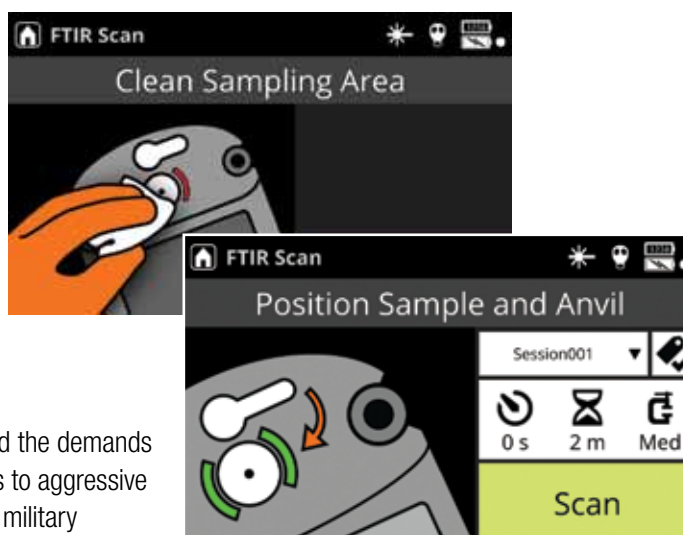 FTIR Scan
Clean Sampling Area
FTIR Scan
Position Sample and Anvil
Session001
0 s
2 m
Med
Scan
d the demands
s to aggressive
military